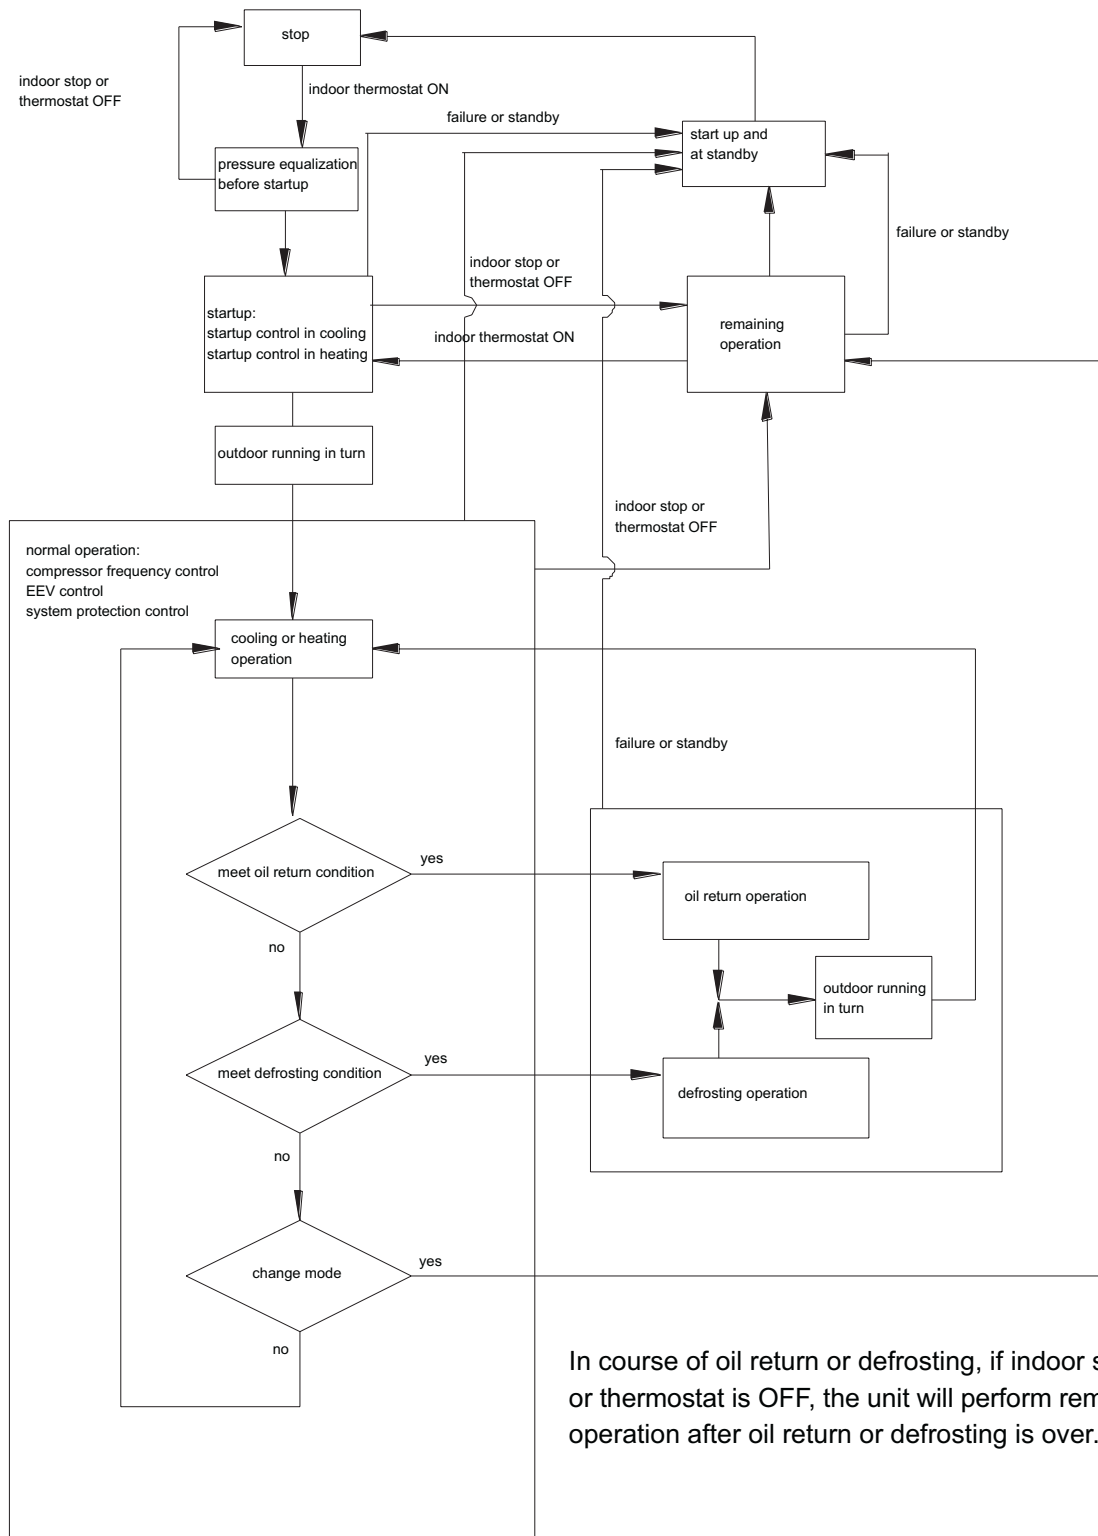 stop
indoor stop or
thermostat OFF
indoor thermostat ON
failure or standby
start up and
at standby
pressure equalization
before startup
failure or standby
indoor stop or
thermostat OFF
startup:
startup control in cooling
startup control in heating
remaining
operation
indoor thermostat ON
outdoor running in turn
indoor stop or
thermostat OFF
normal operation:
compressor frequency control
EEV control
system protection control
cooling or heating
operation
failure or standby
meet oil return condition
yes
oil return operation
no
outdoor running
in turn
meet defrosting condition
yes
defrosting operation
no
change mode
yes
no
In course of oil return or defrosting, if indoor
or thermostat is OFF, the unit will perform
operation after oil return or defrosting is over.